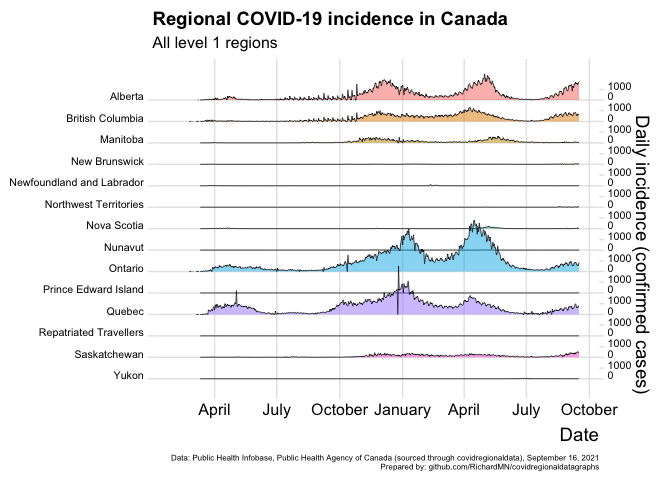 Regional COVID-19 incidence in Canada
All level 1 regions
Alberta
1000
0
British Columbia
1000
0
Manitoba
1000
0
New Brunswick
1000
0
Newfoundland and Labrador
1000
0
Northwest Territories
1000
0
Nova Scotia
1000
0
Nunavut
1000
0
Ontario
1000
0
Prince Edward Island
1000
0
Quebec
1000
0
Repatriated Travellers
1000
0
Saskatchewan
1000
0
Yukon
1000
0
Daily incidence (confirmed cases)
April July October January April July October
Date
Data: Public Health Infobase, Public Health Agency of Canada (sourced through covidregionaldata), September 16, 2021
Prepared by: github.com/RichardMN/covidregionaldatagraphs